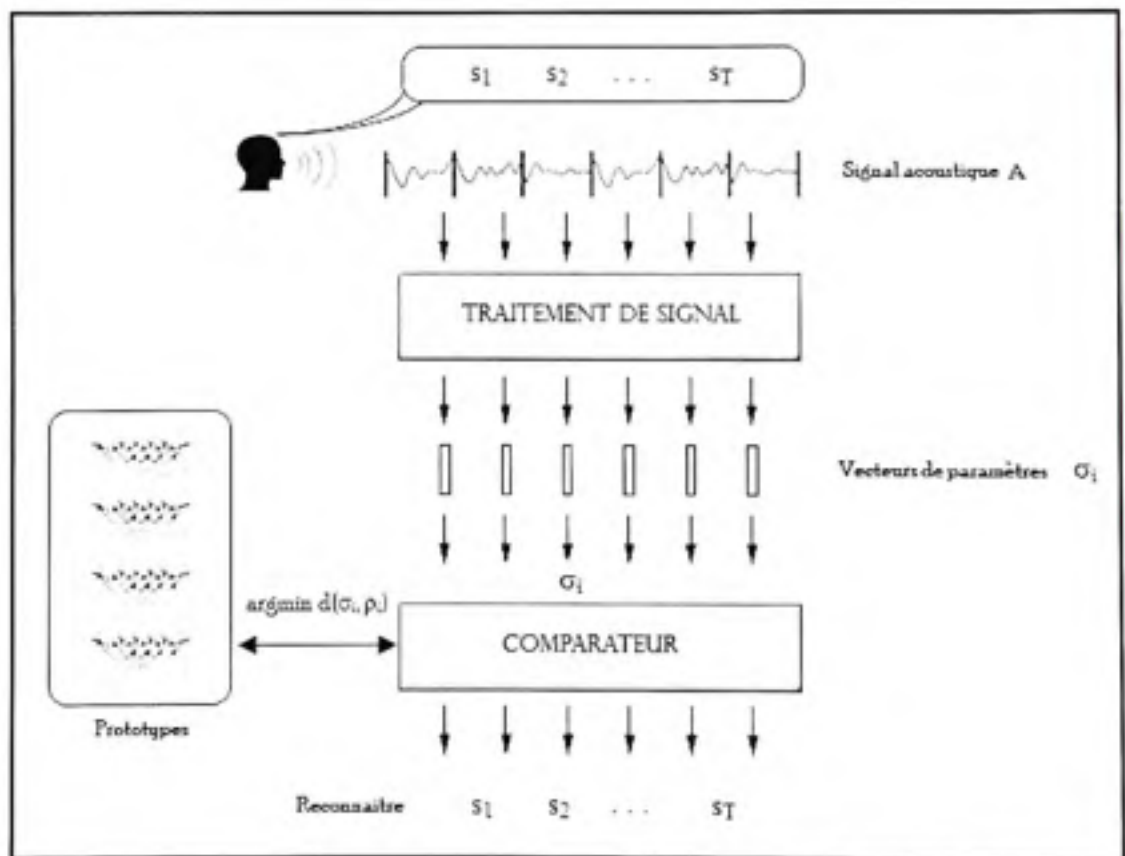 s1 s2 . . . sT
Signal acoustique A
TRAITEMENT DE SIGNAL
Vecteurs de paramètres σi
σi
argmin d(σi, ρi)
COMPARATEUR
Prototypes
Reconnaitre s1 s2 . . . sT